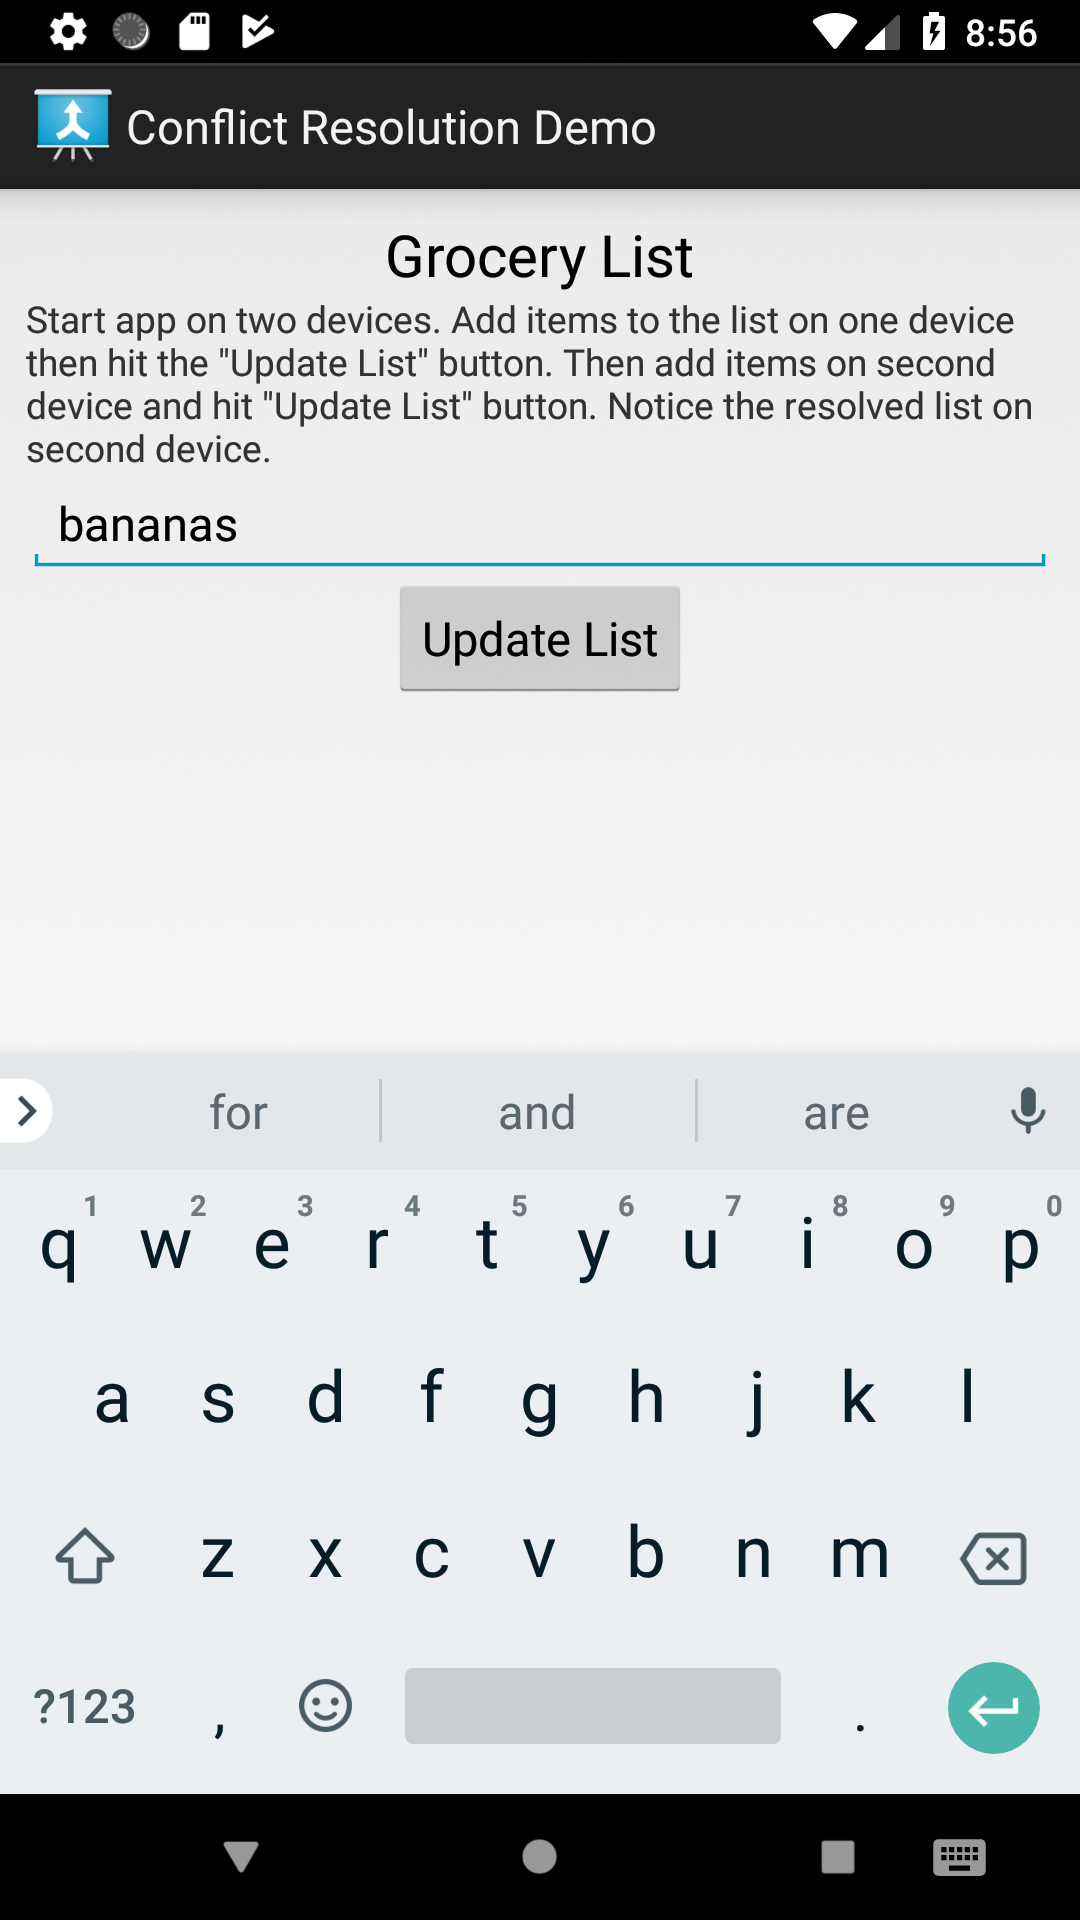 8:56
Conflict Resolution Demo
Grocery List
Start app on two devices. Add items to the list on one device
then hit the "Update List" button. Then add items on second
device and hit "Update List" button. Notice the resolved list on
second device.
bananas
Update List
for and are
1 2 3 4 5 6 7 8 9 0
q w e r t y u i o p
a s d f g h j k l
z x c v b n m
?123 , .